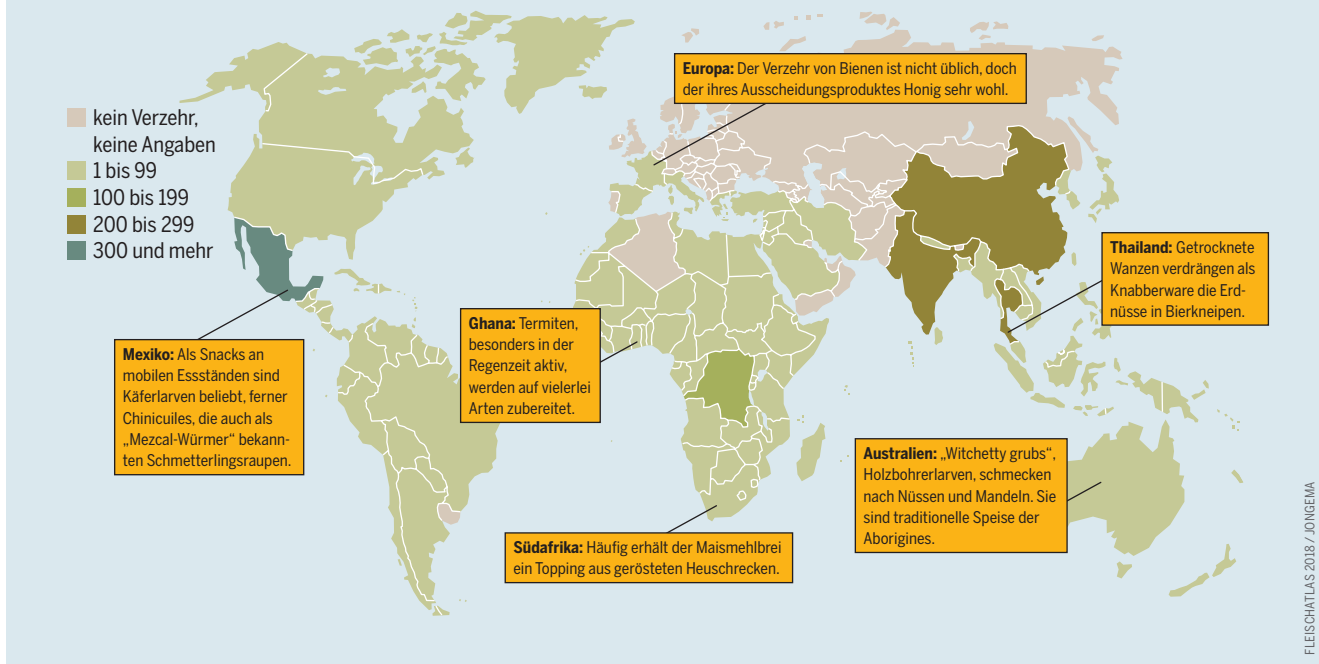 Europa: Der Verzehr von Bienen ist nicht üblich, doch
der ihres Ausscheidungsproduktes Honig sehr wohl.
kein Verzehr,
keine Angaben
1 bis 99
100 bis 199
200 bis 299
300 und mehr
Thailand: Getrocknete
Wanzen verdrängen als
Knabberware die Erd-
nüsse in Bierkneipen.
Ghana: Termiten,
besonders in der
Regenzeit aktiv,
werden auf vielerlei
Arten zubereitet.
Mexiko: Als Snacks an
mobilen Essständen sind
Käferlarven beliebt, ferner
Chinicuiles, die auch als
„Mezcal-Würmer“ bekann-
ten Schmetterlingsraupen.
Australien: „Witchetty grubs“,
Holzbohrerlarven, schmecken
nach Nüssen und Mandeln. Sie
sind traditionelle Speise der
Aborigines.
Südafrika: Häufig erhält der Maismehlbrei
ein Topping aus gerösteten Heuschrecken.
FLEISCHATLAS 2018 / JONGEMA